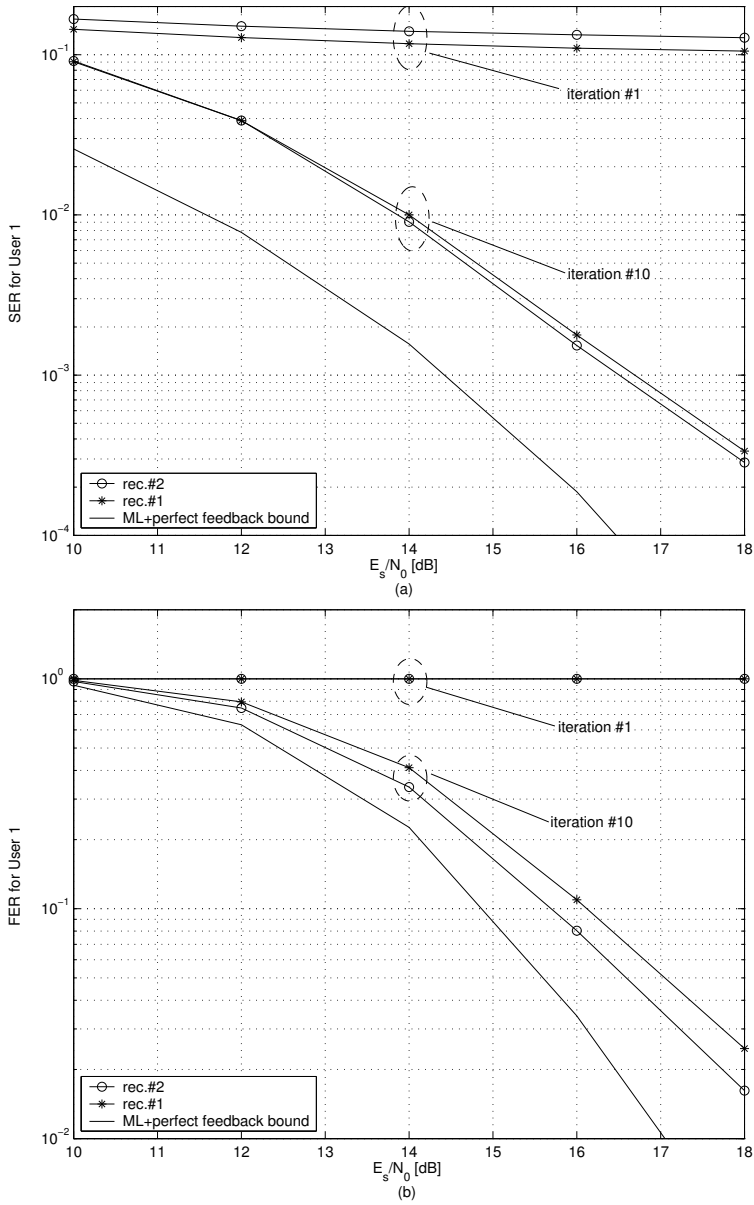 10^-1
10^-2
10^-3
10^-4
SER for User 1
iteration #1
iteration #10
rec.#2
rec.#1
ML+perfect feedback bound
10 11 12 13 14 15 16 17 18
E_s/N_0 [dB]
(a)
10^0
10^-1
10^-2
FER for User 1
iteration #1
iteration #10
rec.#2
rec.#1
ML+perfect feedback bound
10 11 12 13 14 15 16 17 18
E_s/N_0 [dB]
(b)